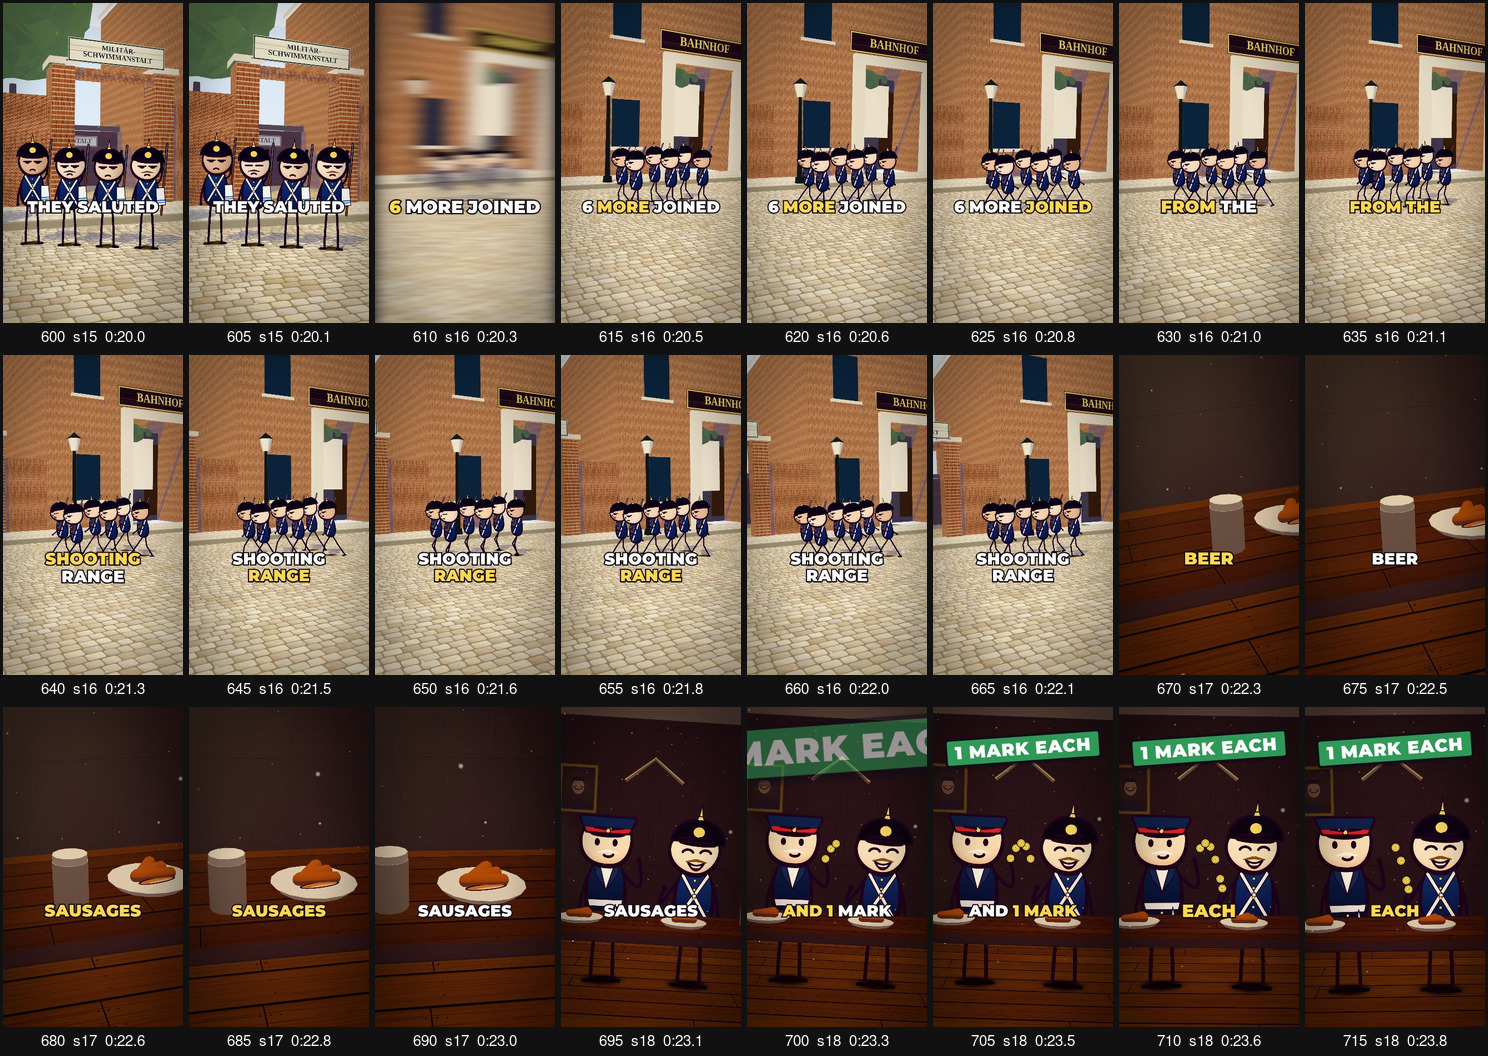 MILITÄR-
SCHWIMMANSTALT
STALT
THEY SALUTED
600 s15 0:20.0
MILITÄR-
SCHWIMMANSTALT
STALT
THEY SALUTED
605 s15 0:20.1
6 MORE JOINED
610 s16 0:20.3
BAHNHOF
6 MORE JOINED
615 s16 0:20.5
BAHNHOF
6 MORE JOINED
620 s16 0:20.6
BAHNHOF
6 MORE JOINED
625 s16 0:20.8
BAHNHOF
FROM THE
630 s16 0:21.0
BAHNHOF
FROM THE
635 s16 0:21.1
BAHNHOF
SHOOTING
RANGE
640 s16 0:21.3
BAHNHO
SHOOTING
RANGE
645 s16 0:21.5
BAHNHO
SHOOTING
RANGE
650 s16 0:21.6
BAHNHO
SHOOTING
RANGE
655 s16 0:21.8
BAHNH
SHOOTING
RANGE
660 s16 0:22.0
BAHNH
SHOOTING
RANGE
665 s16 0:22.1
BEER
670 s17 0:22.3
BEER
675 s17 0:22.5
SAUSAGES
680 s17 0:22.6
SAUSAGES
685 s17 0:22.8
SAUSAGES
690 s17 0:23.0
SAUSAGES
695 s18 0:23.1
MARK EAC
AND 1 MARK
700 s18 0:23.3
1 MARK EACH
AND 1 MARK
705 s18 0:23.5
1 MARK EACH
EACH
710 s18 0:23.6
1 MARK EACH
EACH
715 s18 0:23.8